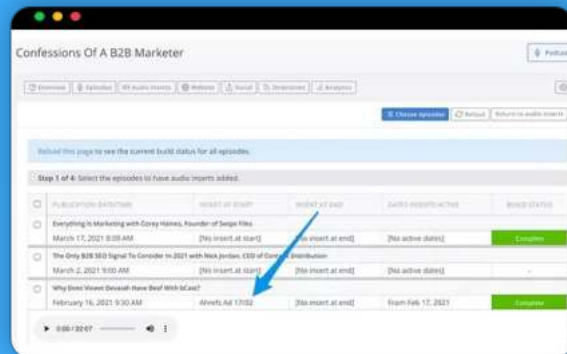 Confessions Of A B2B Marketer
Podcast
Overview Episodes Audio Inserts Website Social Directories Analytics
Choose episodes Reload Return to audio inserts
Reload this page to see the current build status for all episodes.
Step 1 of 4: Select the episodes to have audio inserts added.
PUBLICATION DATE/TIME INSERT AT START INSERT AT END DATES INSERTS ACTIVE BUILD STATUS
Everything Is Marketing with Corey Haines, Founder of Swipe Files
March 17, 2021 8:00 AM [No insert at start] [No insert at end] [No active dates] Complete
The Only B2B SEO Signal To Consider In 2021 with Nick Jordan, CEO of Content Distribution
March 2, 2021 9:00 AM [No insert at start] [No insert at end] [No active dates] -
Why Does Vineet Devaiah Have Beef With bCast?
February 16, 2021 9:30 AM Ahrefs Ad 17/02 [No insert at end] From Feb 17, 2021 Complete
0:00 / 22:07